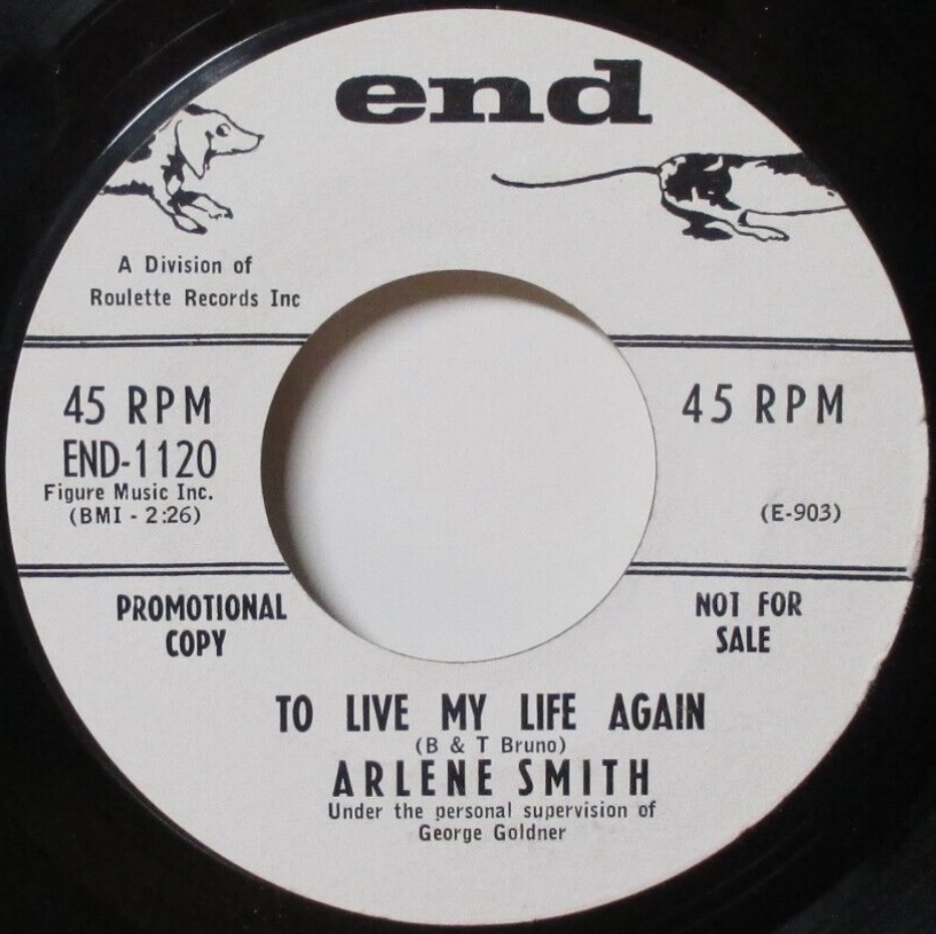 end
A Division of
Roulette Records Inc
45 RPM
45 RPM
END-1120
Figure Music Inc.
(BMI - 2:26)
(E-903)
PROMOTIONAL
COPY
NOT FOR
SALE
TO LIVE MY LIFE AGAIN
(B & T Bruno)
ARLENE SMITH
Under the personal supervision of
George Goldner